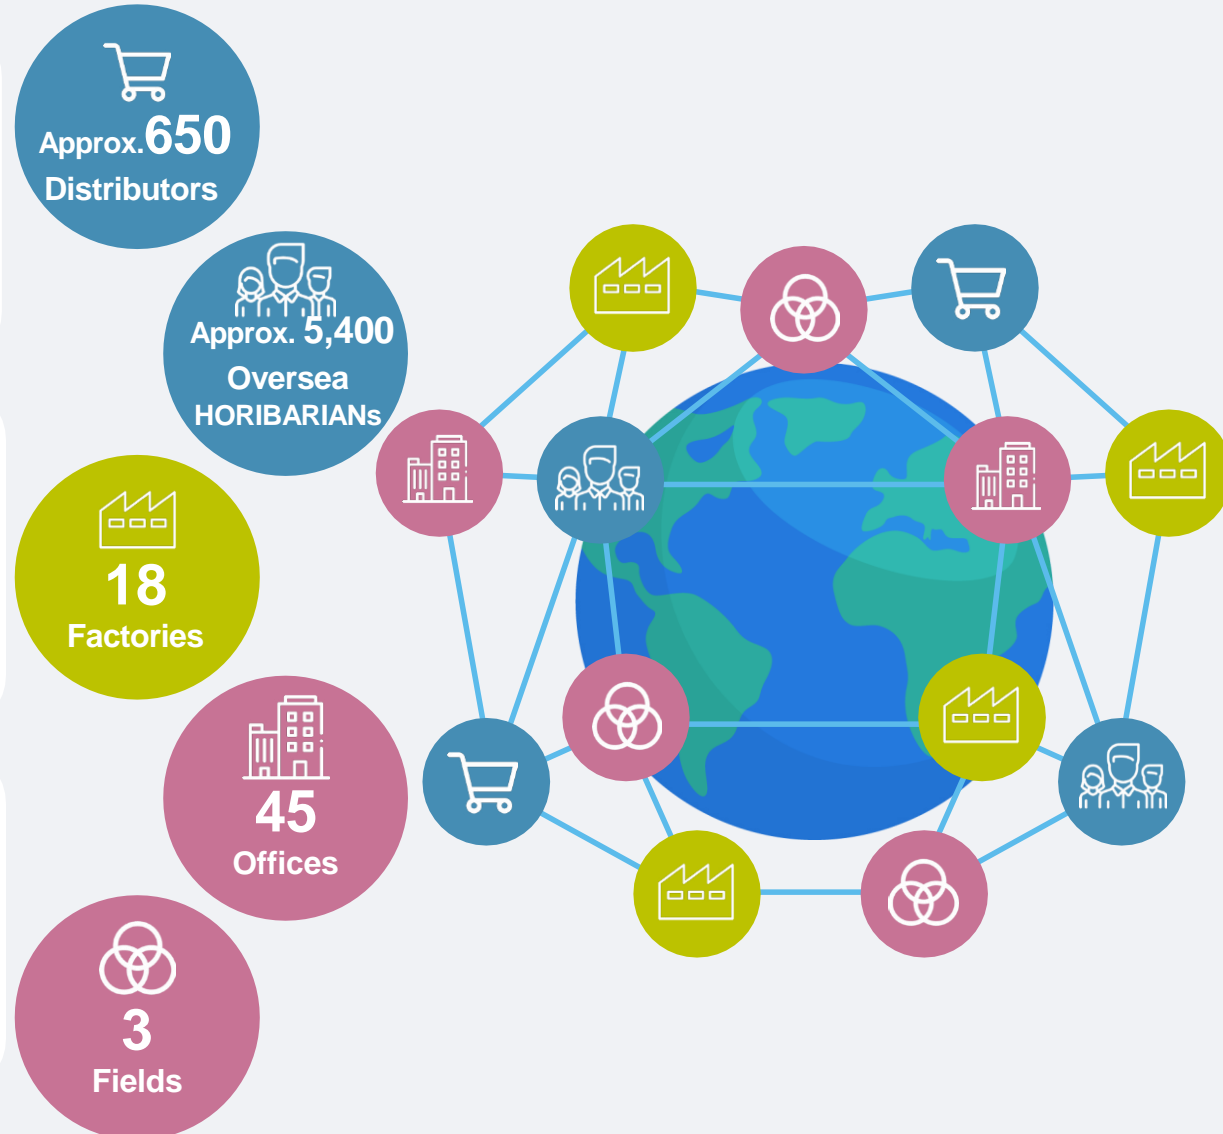 Approx.650
Distributors
Approx. 5,400
Oversea
HORIBARIANs
18
Factories
45
Offices
3
Fields